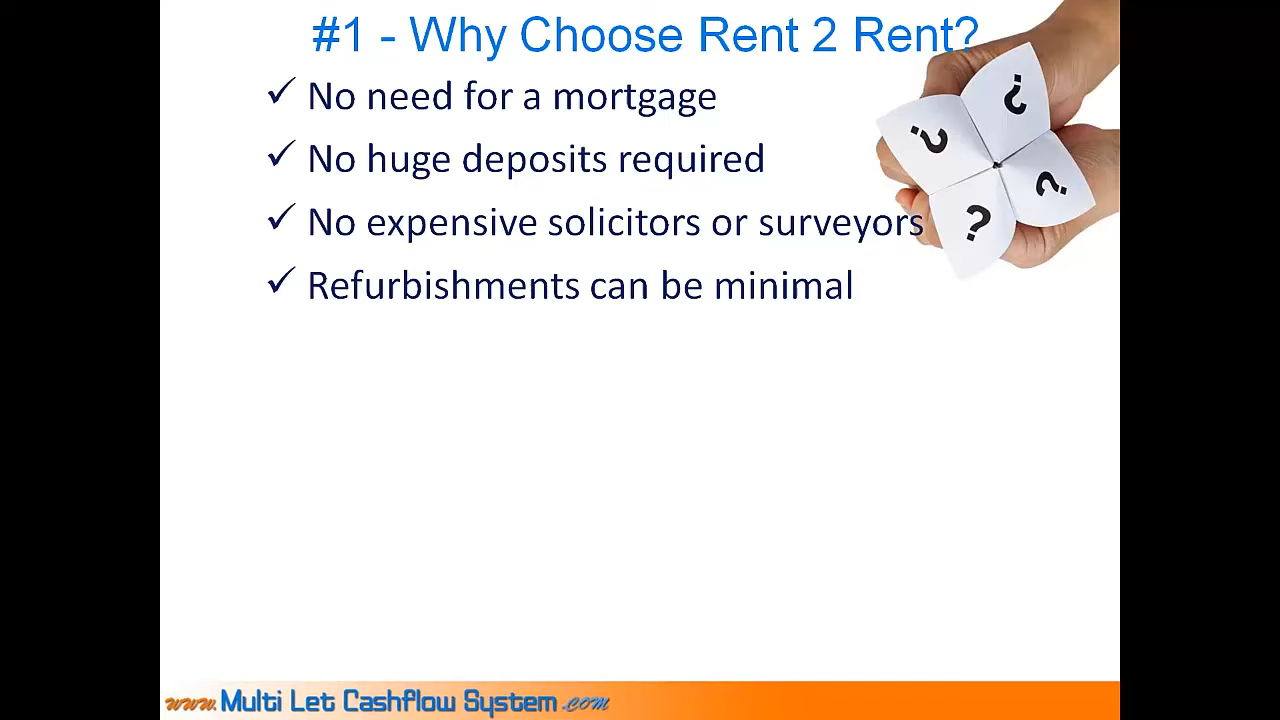 #1 - Why Choose Rent 2 Rent?
✓ No need for a mortgage
✓ No huge deposits required
✓ No expensive solicitors or surveyors
✓ Refurbishments can be minimal
? ? ? ?
www.Multi Let Cashflow System.com